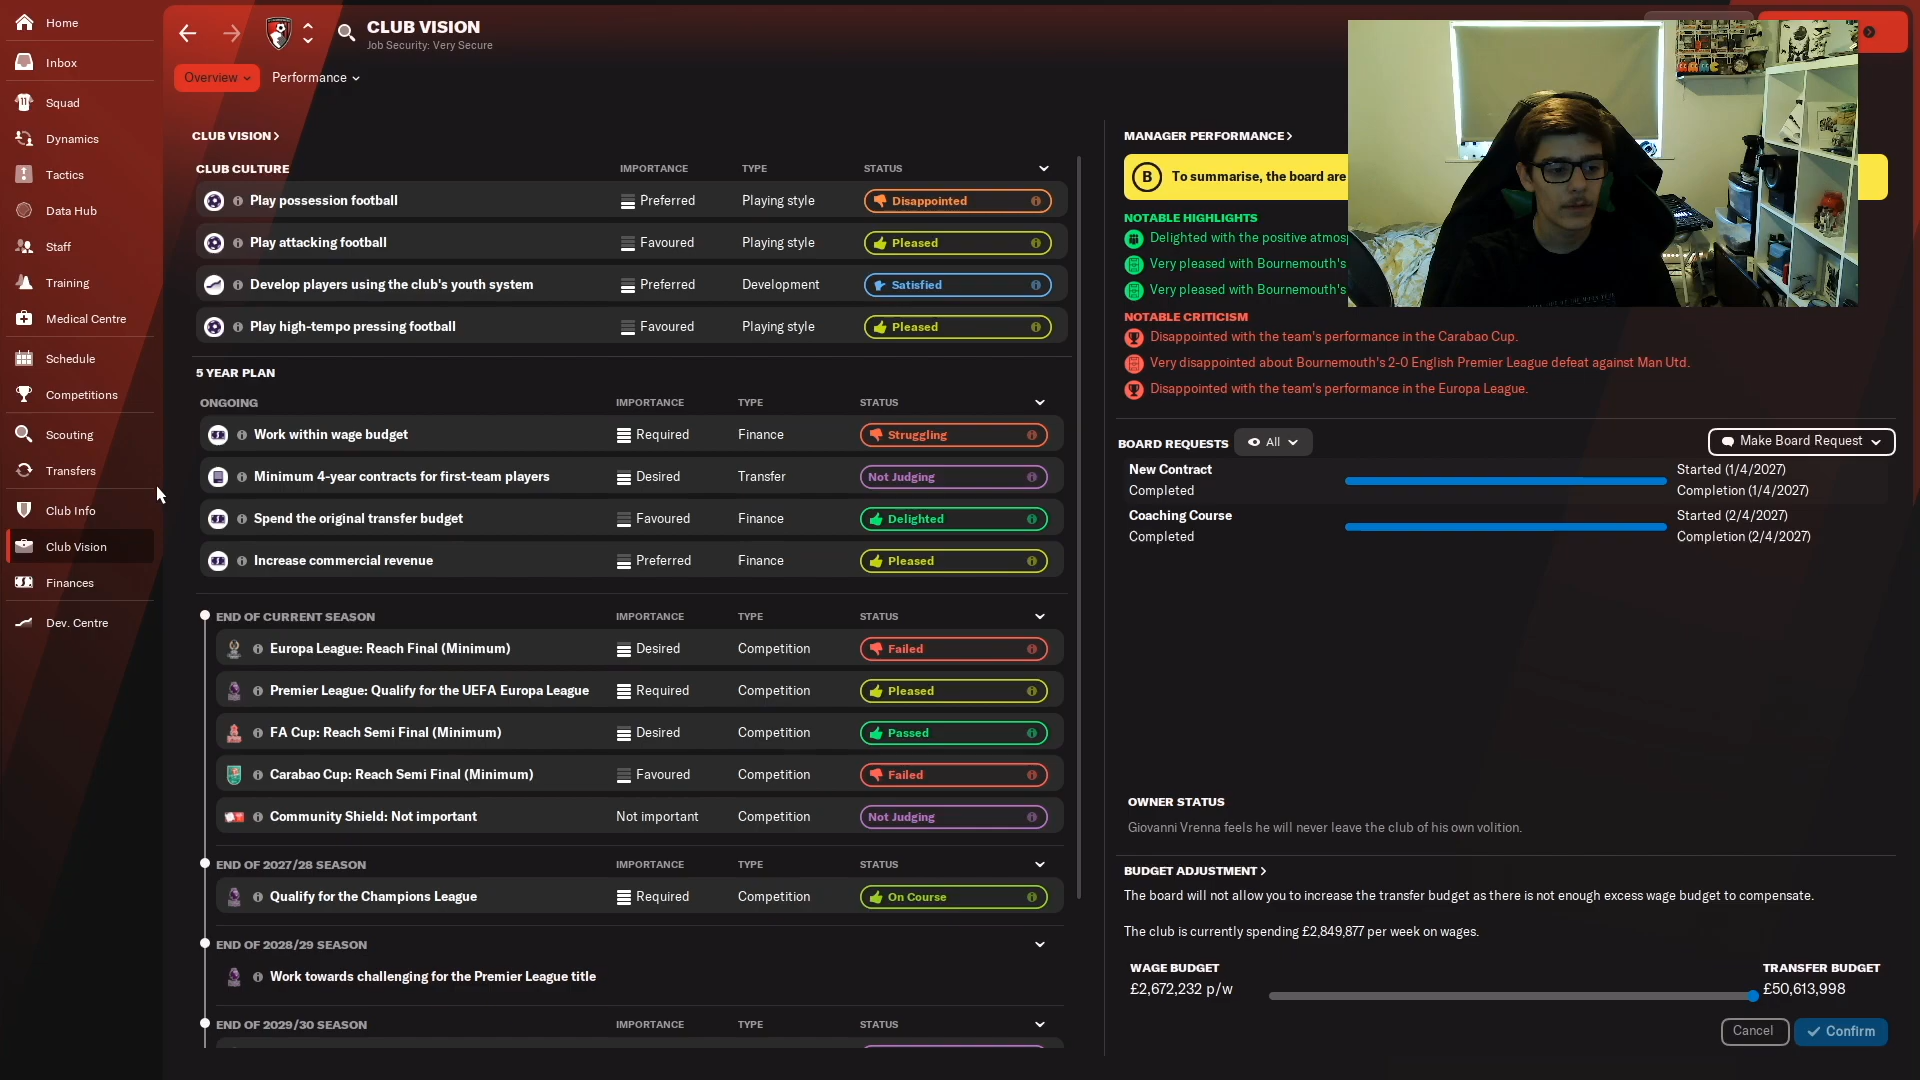 Home
Inbox
Squad
Dynamics
Tactics
Data Hub
Staff
Training
Medical Centre
Schedule
Competitions
Scouting
Transfers
Club Info
Club Vision
Finances
Dev. Centre
CLUB VISION
Job Security: Very Secure
Overview
Performance
CLUB VISION
CLUB CULTURE IMPORTANCE TYPE STATUS
Play possession football Preferred Playing style Disappointed
Play attacking football Favoured Playing style Pleased
Develop players using the club's youth system Preferred Development Satisfied
Play high-tempo pressing football Favoured Playing style Pleased
5 YEAR PLAN
ONGOING IMPORTANCE TYPE STATUS
Work within wage budget Required Finance Struggling
Minimum 4-year contracts for first-team players Desired Transfer Not Judging
Spend the original transfer budget Favoured Finance Delighted
Increase commercial revenue Preferred Finance Pleased
END OF CURRENT SEASON IMPORTANCE TYPE STATUS
Europa League: Reach Final (Minimum) Desired Competition Failed
Premier League: Qualify for the UEFA Europa League Required Competition Pleased
FA Cup: Reach Semi Final (Minimum) Desired Competition Passed
Carabao Cup: Reach Semi Final (Minimum) Favoured Competition Failed
Community Shield: Not important Not important Competition Not Judging
END OF 2027/28 SEASON IMPORTANCE TYPE STATUS
Qualify for the Champions League Required Competition On Course
END OF 2028/29 SEASON
Work towards challenging for the Premier League title
END OF 2029/30 SEASON IMPORTANCE TYPE STATUS
MANAGER PERFORMANCE
B To summarise, the board are
NOTABLE HIGHLIGHTS
Delighted with the positive
Very pleased with Bournemouth's
Very pleased with Bournemouth's
NOTABLE CRITICISM
Disappointed with the team's performance in the Carabao Cup.
Very disappointed about Bournemouth's 2-0 English Premier League defeat against Man Utd.
Disappointed with the team's performance in the Europa League.
BOARD REQUESTS All Make Board Request
New Contract Started (1/4/2027)
Completed Completion (1/4/2027)
Coaching Course Started (2/4/2027)
Completed Completion (2/4/2027)
OWNER STATUS
Giovanni Vrenna feels he will never leave the club of his own volition.
BUDGET ADJUSTMENT
The board will not allow you to increase the transfer budget as there is not enough excess wage budget to compensate.
The club is currently spending £2,849,877 per week on wages.
WAGE BUDGET TRANSFER BUDGET
£2,672,232 p/w £50,613,998
Cancel Confirm